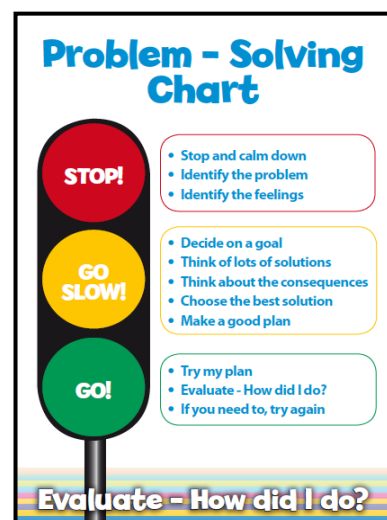 Problem - Solving
Chart
STOP!
• Stop and calm down
• Identify the problem
• Identify the feelings
GO
SLOW!
• Decide on a goal
• Think of lots of solutions
• Think about the consequences
• Choose the best solution
• Make a good plan
GO!
• Try my plan
• Evaluate - How did I do?
• If you need to, try again
Evaluate - How did I do?